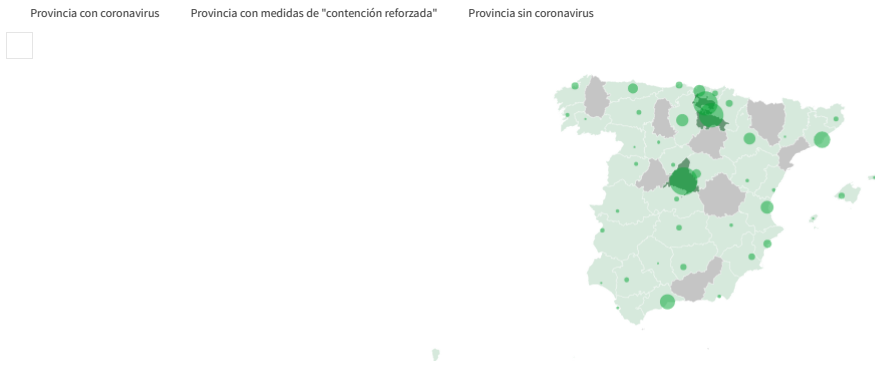 Provincia con coronavirus
Provincia con medidas de "contención reforzada"
Provincia sin coronavirus